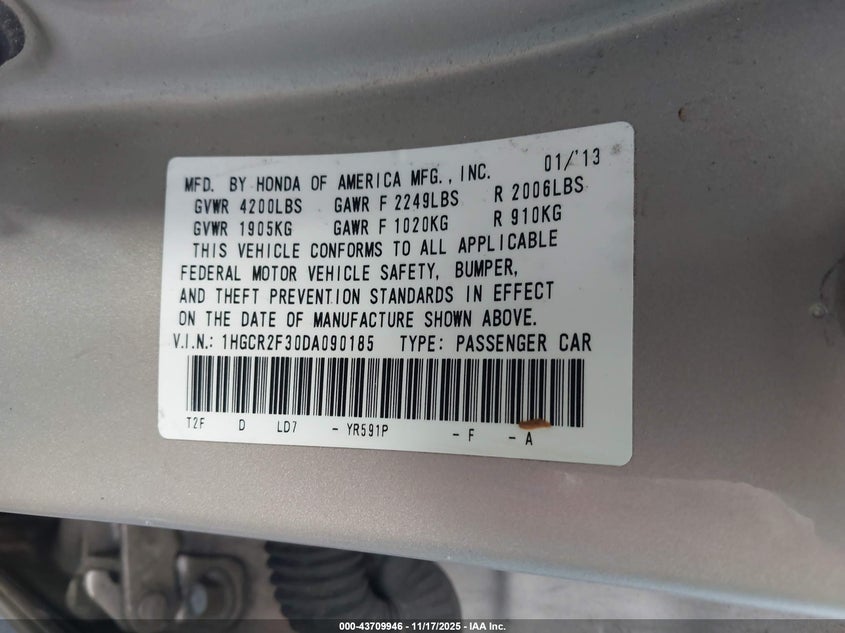 MFD. BY HONDA OF AMERICA MFG., INC. 01/'13
GVWR 4200LBS GAWR F 2249LBS R 2006LBS
GVWR 1905KG GAWR F 1020KG R 910KG
THIS VEHICLE CONFORMS TO ALL APPLICABLE
FEDERAL MOTOR VEHICLE SAFETY, BUMPER,
AND THEFT PREVENTION STANDARDS IN EFFECT
ON THE DATE OF MANUFACTURE SHOWN ABOVE.
V.I.N.: 1HGCR2F30DA090185 TYPE: PASSENGER CAR
T2F D LD7 - YR591P - F - A
000-43709946 - 11/17/2025 - IAA Inc.